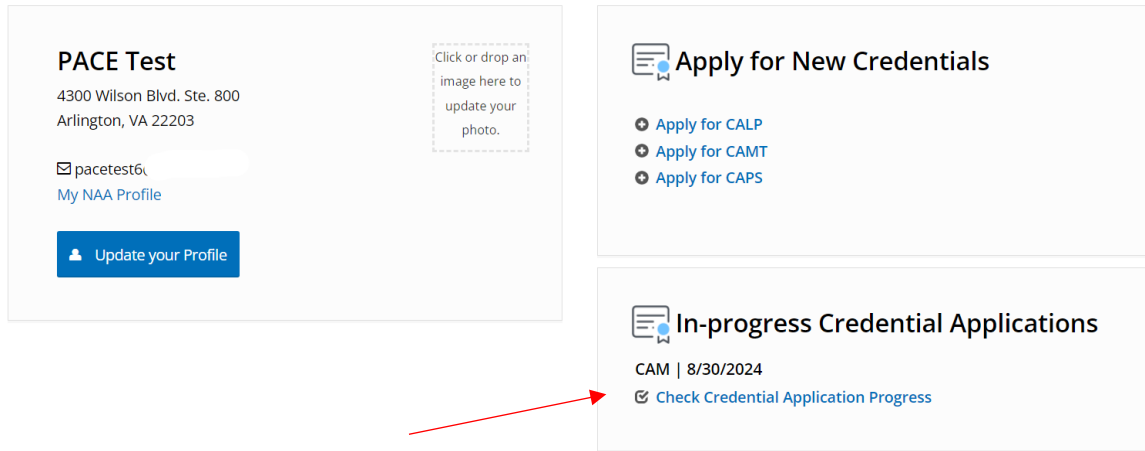 PACE Test
4300 Wilson Blvd. Ste. 800
Arlington, VA 22203
pacetest6
My NAA Profile
Update your Profile
Click or drop an
image here to
update your
photo.
Apply for New Credentials
Apply for CALP
Apply for CAMT
Apply for CAPS
In-progress Credential Applications
CAM | 8/30/2024
Check Credential Application Progress